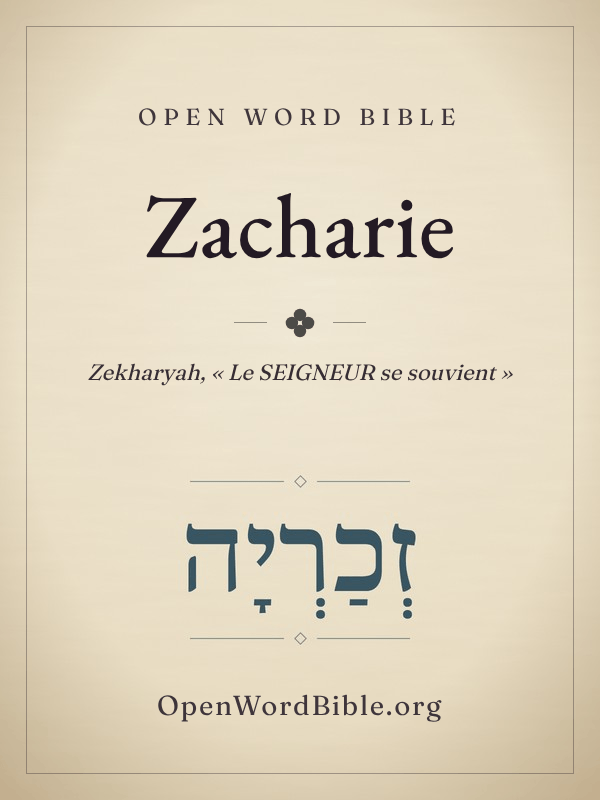 OPEN WORD BIBLE
Zacharie
Zekharyah, « Le SEIGNEUR se souvient »
זְכַרְיָה
OpenWordBible.org